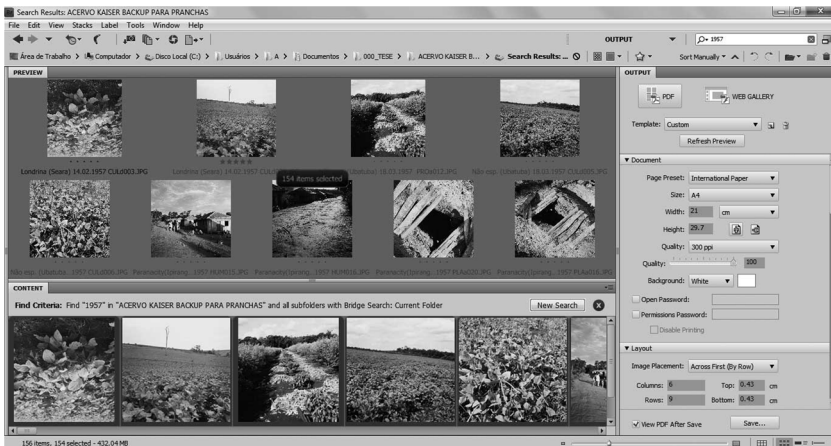 Search Results: ACERVO KAISER BACKUP PARA PRANCHAS
File Edit View Stacks Label Tools Window Help
OUTPUT 1957
Área de Trabalho > Computador > Disco Local (C:) > Usuários > A > Documentos > 000_TESE > ACERVO KAISER B... > Search Results: ... Sort Manually
PREVIEW
OUTPUT
PDF WEB GALLERY
Template: Custom
Refresh Preview
Londrina (Seara) 14.02.1957 CULd003.JPG Londrina (Seara) 14.02.1957
154 items selected
Document
Page Preset: International Paper
Size: A4
Width: 21 cm
Height: 29.7
Quality: 300 ppi
Quality: 100
Background: White
Open Password:
Permissions Password:
Disable Printing
CONTENT
Find Criteria: Find "1957" in "ACERVO KAISER BACKUP PARA PRANCHAS" and all subfolders with Bridge Search: Current Folder New Search
Layout
Image Placement: Across First (By Row)
Columns: 6 Top: 0.43 cm
Rows: 9 Bottom: 0.43 cm
View PDF After Save Save...
156 items, 154 selected - 432.04 MB